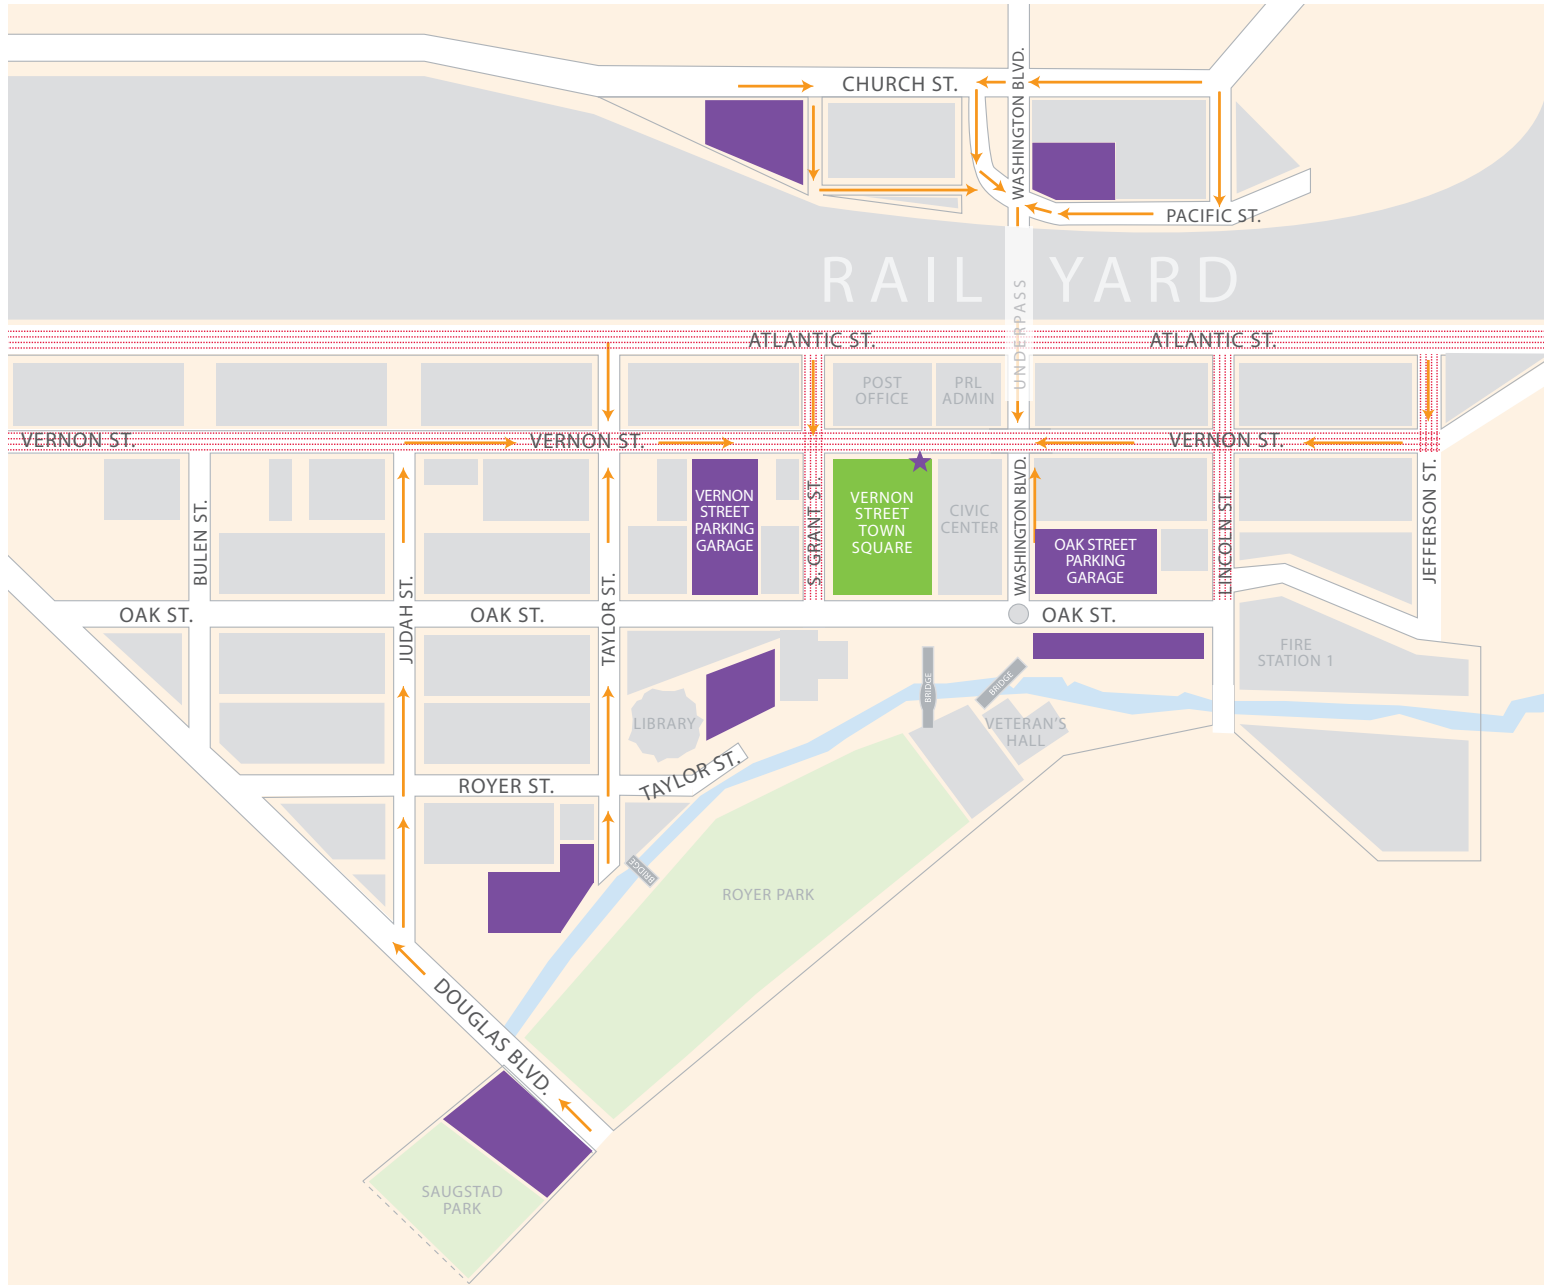 CHURCH ST.
WASHINGTON BLVD.
PACIFIC ST.
RAIL YARD
UNDERPASS
ATLANTIC ST.
ATLANTIC ST.
POST
OFFICE
PRL
ADMIN
VERNON ST.
VERNON ST.
VERNON ST.
BULEN ST.
JUDAH ST.
TAYLOR ST.
VERNON
STREET
PARKING
GARAGE
S. GRANT ST.
VERNON
STREET
TOWN
SQUARE
CIVIC
CENTER
WASHINGTON BLVD.
OAK STREET
PARKING
GARAGE
LINCOLN ST.
JEFFERSON ST.
OAK ST.
OAK ST.
OAK ST.
FIRE
STATION 1
LIBRARY
BRIDGE
BRIDGE
VETERAN'S
HALL
ROYER ST.
TAYLOR ST.
BRIDGE
ROYER PARK
DOUGLAS BLVD.
SAUGSTAD
PARK